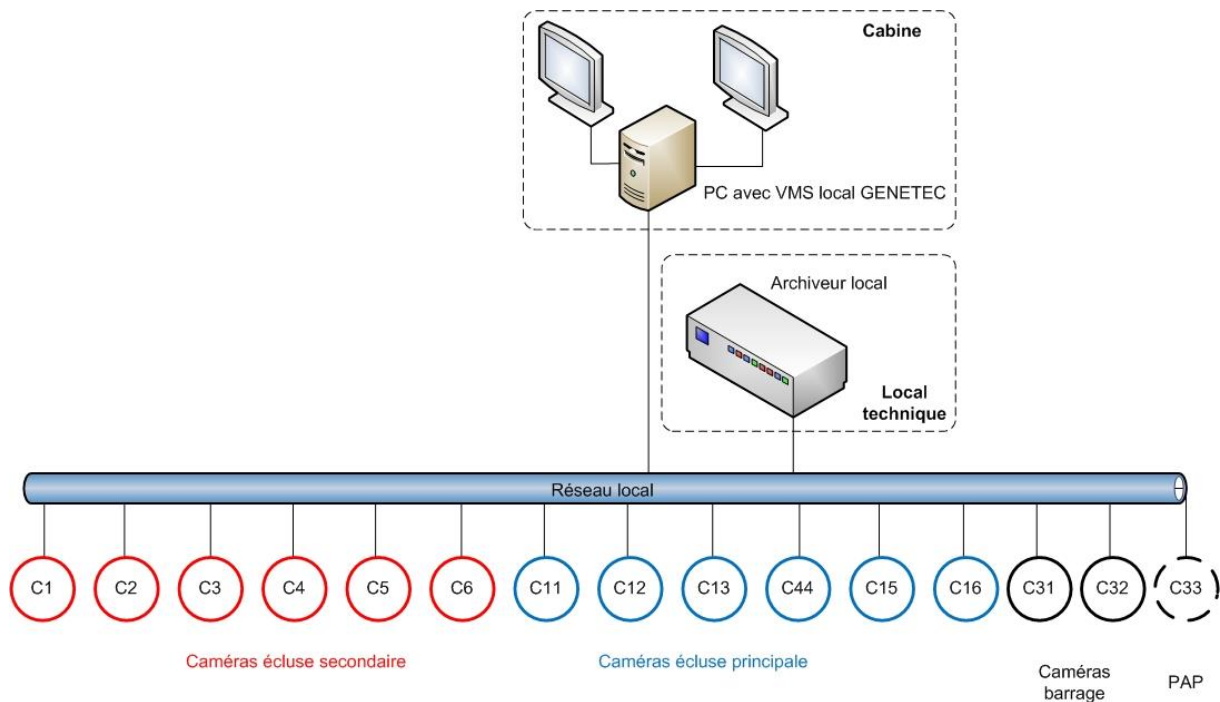 Cabine
PC avec VMS local GENETEC
Archiveur local
Local
technique
Réseau local
C1 C2 C3 C4 C5 C6 C11 C12 C13 C44 C15 C16 C31 C32 C33
Caméras écluse secondaire
Caméras écluse principale
Caméras
barrage
PAP